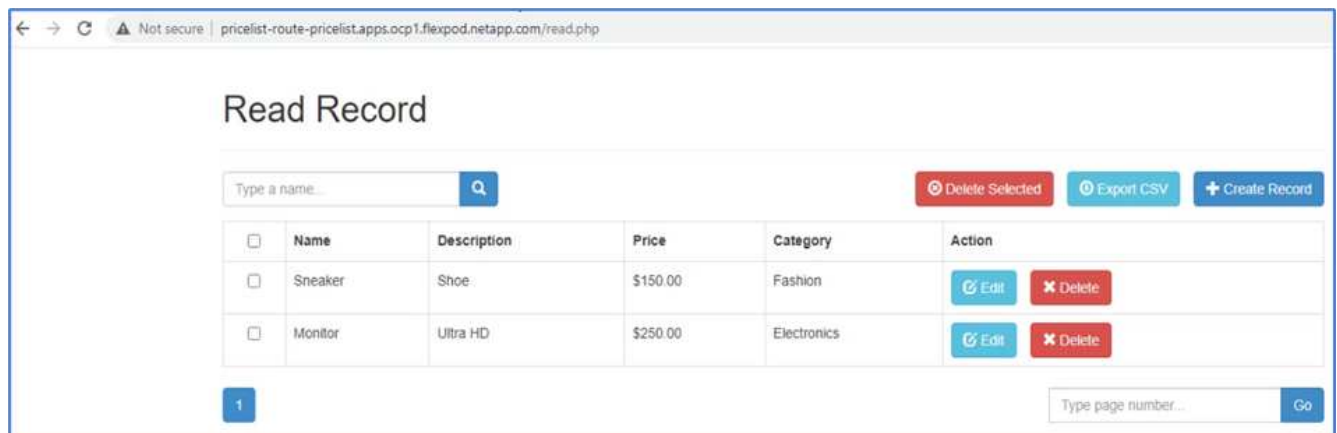 Not secure | pricelist-route-pricelist.apps.ocp1.flexpod.netapp.com/read.php
Read Record
Type a name... Delete Selected Export CSV Create Record
Name Description Price Category Action
Sneaker Shoe $150.00 Fashion Edit Delete
Monitor Ultra HD $250.00 Electronics Edit Delete
1 Type page number... Go